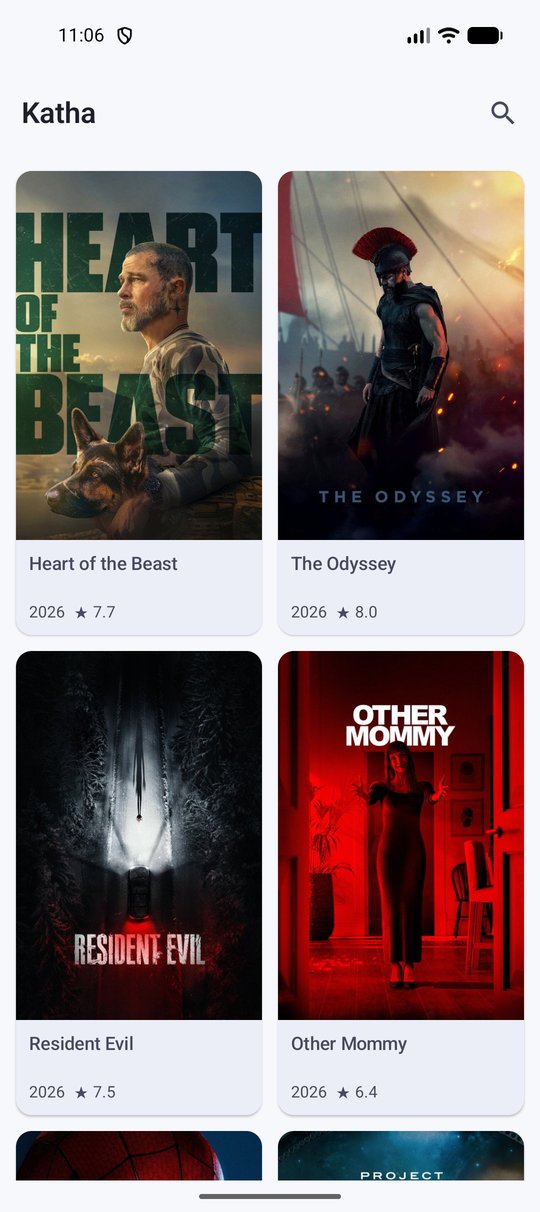 11:06
Katha
HEART
OF
THE
BEAST
Heart of the Beast
2026 ★ 7.7
THE ODYSSEY
The Odyssey
2026 ★ 8.0
RESIDENT EVIL
Resident Evil
2026 ★ 7.5
OTHER
MOMMY
Other Mommy
2026 ★ 6.4
PROJECT